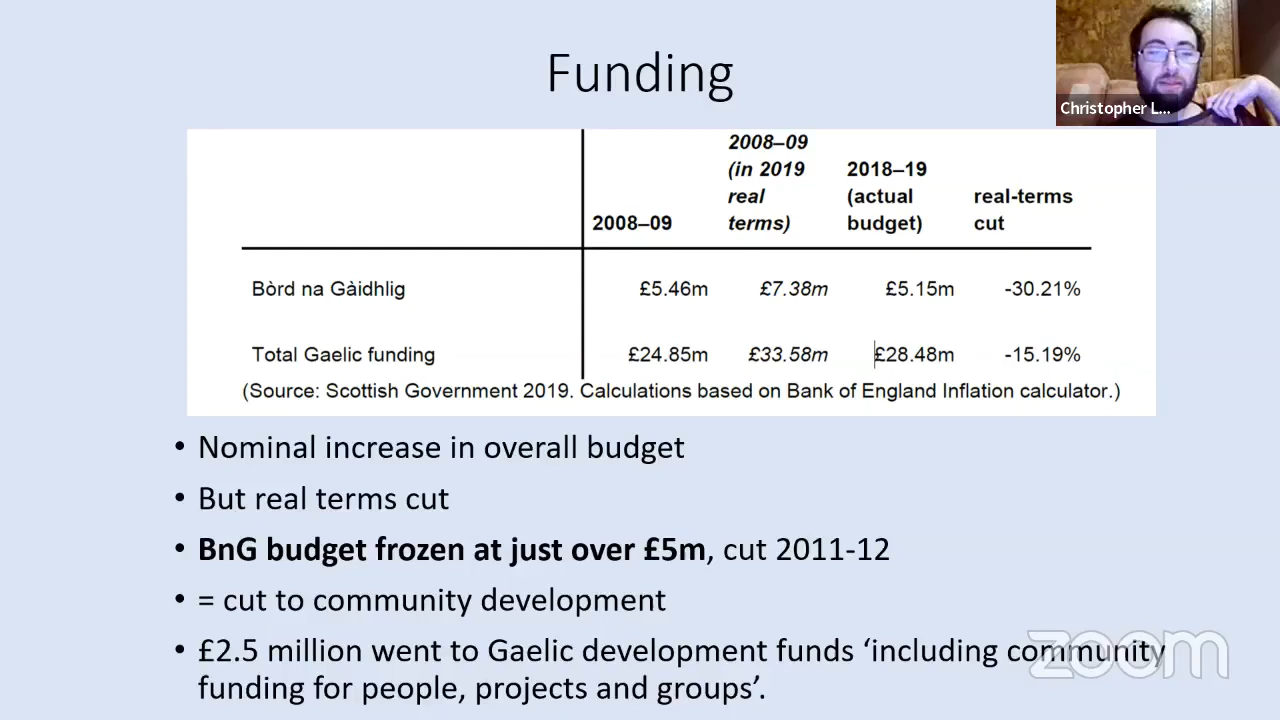 Funding
Christopher L...
2008–09
2008–09
(in 2019
real
terms)
2018–19
(actual
budget)
real-terms
cut
Bòrd na Gàidhlig £5.46m £7.38m £5.15m -30.21%
Total Gaelic funding £24.85m £33.58m £28.48m -15.19%
(Source: Scottish Government 2019. Calculations based on Bank of England Inflation calculator.)
• Nominal increase in overall budget
• But real terms cut
• BnG budget frozen at just over £5m, cut 2011-12
• = cut to community development
• £2.5 million went to Gaelic development funds ‘including community
funding for people, projects and groups’.
zoom